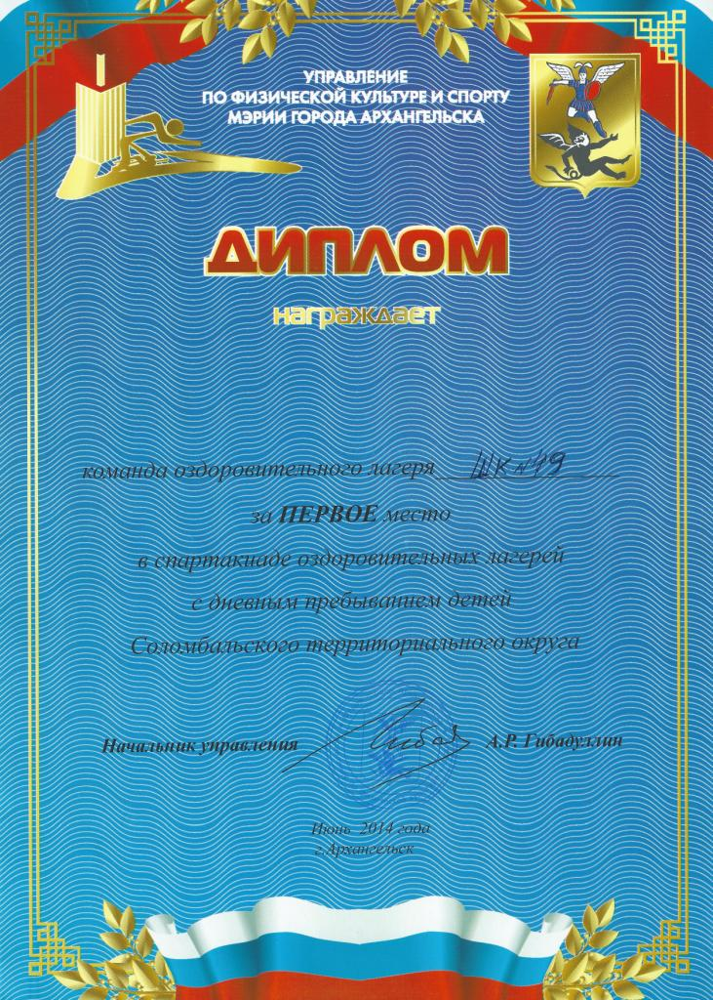 УПРАВЛЕНИЕ
ПО ФИЗИЧЕСКОЙ КУЛЬТУРЕ И СПОРТУ
МЭРИИ ГОРОДА АРХАНГЕЛЬСКА
ДИПЛОМ
награждает
команда оздоровительного лагеря ШК №49
за ПЕРВОЕ место
в спартакиаде оздоровительных лагерей
с дневным пребыванием детей
Соломбальского территориального округа
Начальник управления А.Р. Гибадуллин
Июнь 2014 года
г.Архангельск